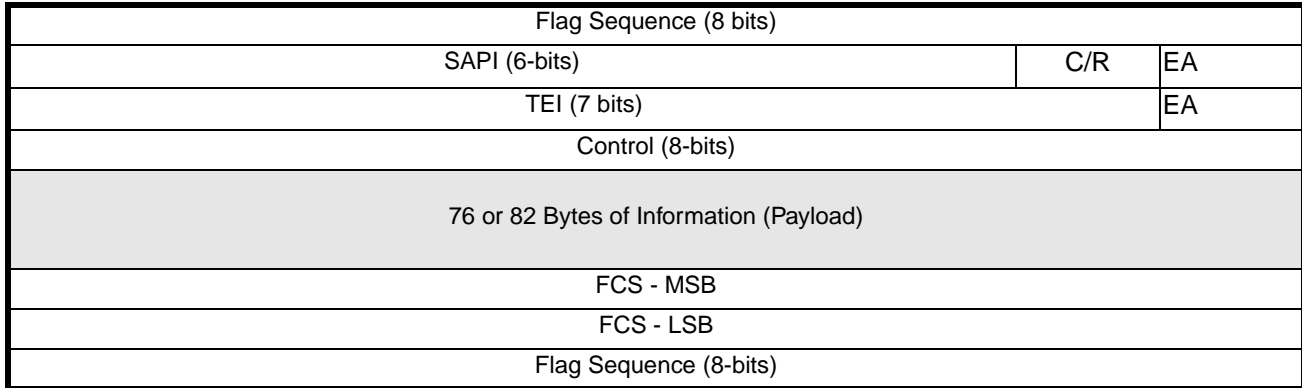 Flag Sequence (8 bits)
SAPI (6-bits) C/R EA
TEI (7 bits) EA
Control (8-bits)
76 or 82 Bytes of Information (Payload)
FCS - MSB
FCS - LSB
Flag Sequence (8-bits)